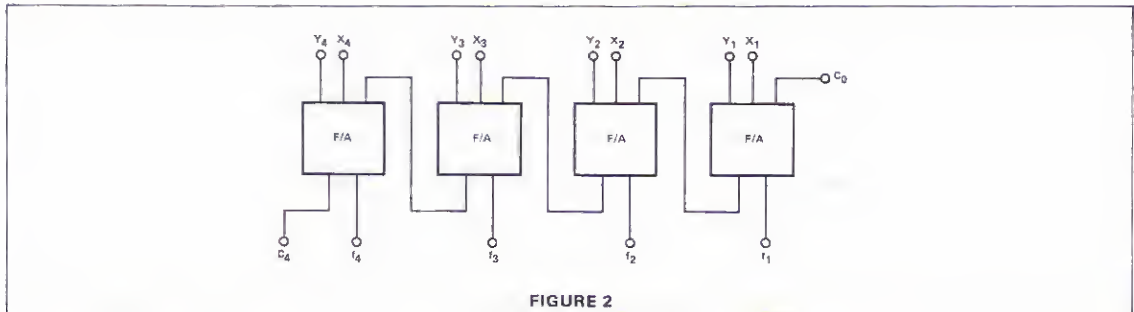 Y4 X4 Y3 X3 Y2 X2 Y1 X1
C0
F/A F/A F/A F/A
C4 f4 f3 f2 f1
FIGURE 2